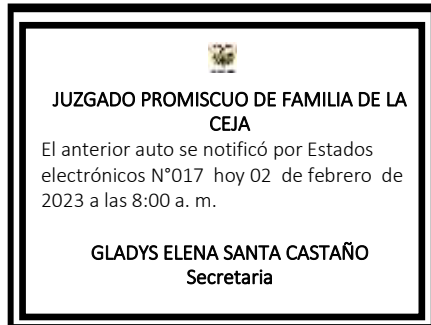 JUZGADO PROMISCUO DE FAMILIA DE LA
CEJA
El anterior auto se notificó por Estados
electrónicos N°017 hoy 02 de febrero de
2023 a las 8:00 a. m.
GLADYS ELENA SANTA CASTAÑO
Secretaria